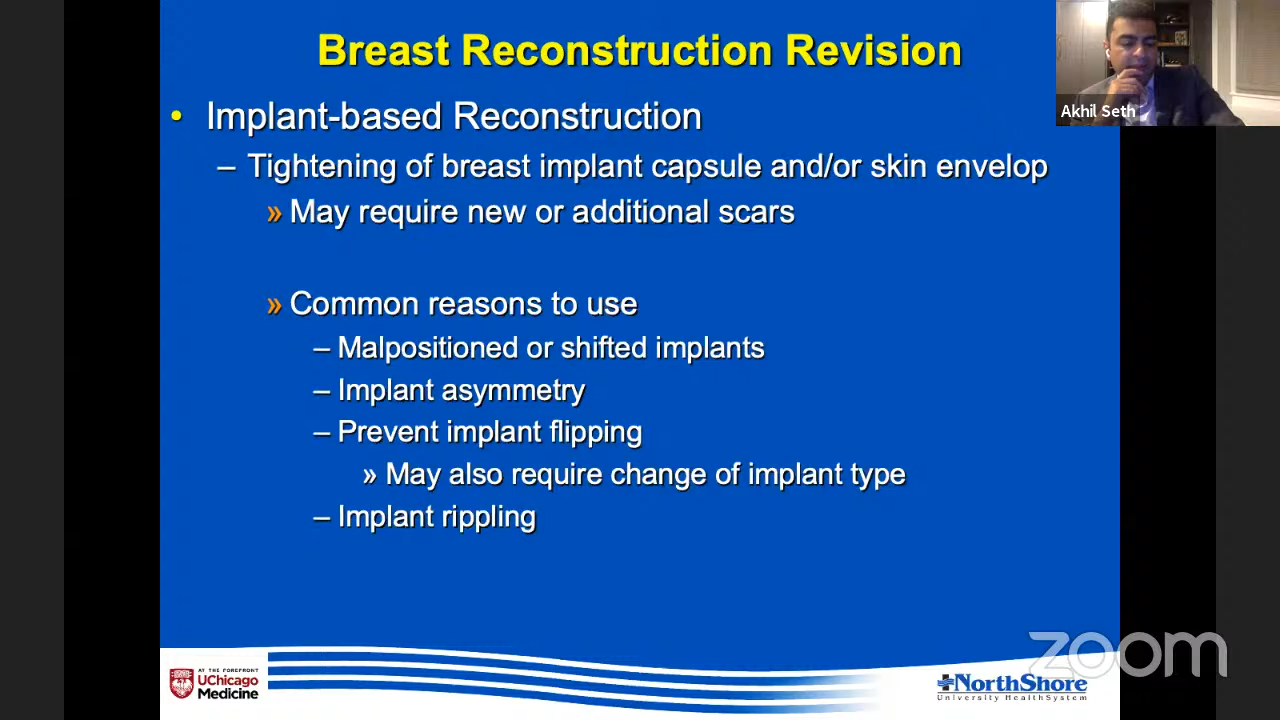 Breast Reconstruction Revision
Akhil Seth
• Implant-based Reconstruction
– Tightening of breast implant capsule and/or skin envelop
» May require new or additional scars
» Common reasons to use
– Malpositioned or shifted implants
– Implant asymmetry
– Prevent implant flipping
» May also require change of implant type
– Implant rippling
zoom
AT THE FOREFRONT
UChicago
Medicine
NorthShore
University HealthSystem